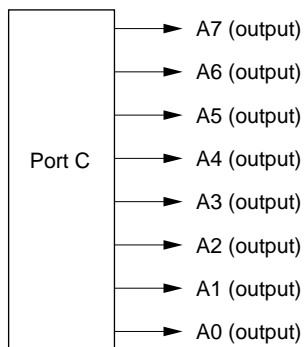 A7 (output)
A6 (output)
A5 (output)
Port C
A4 (output)
A3 (output)
A2 (output)
A1 (output)
A0 (output)